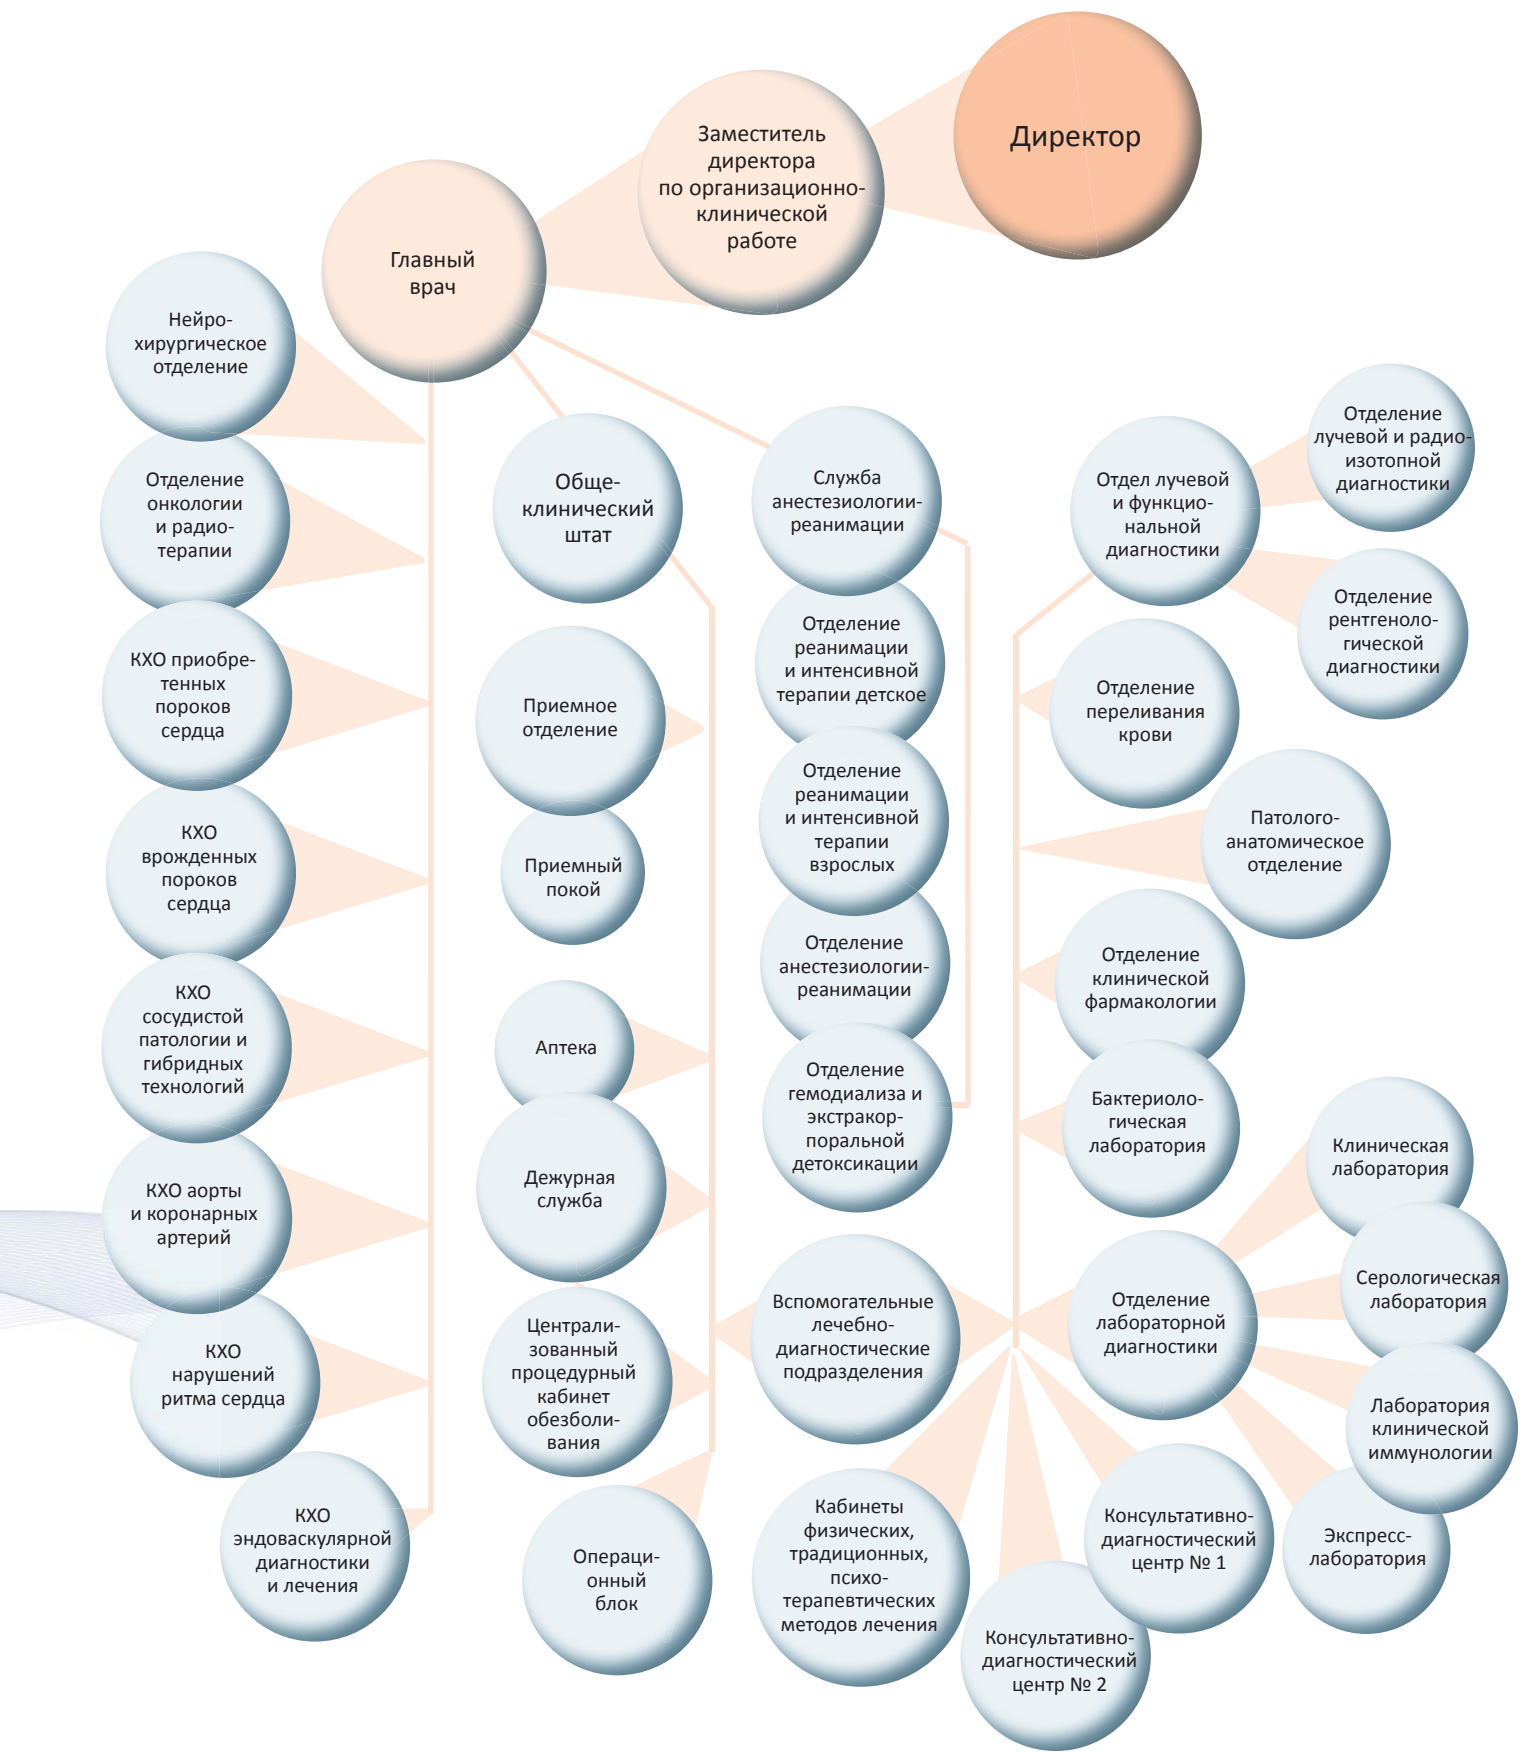 Директор
Заместитель
директора
по организационно-
клинической
работе
Главный
врач
Нейро-
хирургическое
отделение
Отделение
онкологии
и радио-
терапии
КХО приобре-
тенных
пороков
сердца
КХО
врожденных
пороков
сердца
КХО
сосудистой
патологии и
гибридных
технологий
КХО аорты
и коронарных
артерий
КХО
нарушений
ритма сердца
КХО
эндоваскулярной
диагностики
и лечения
Обще-
клинический
штат
Приемное
отделение
Приемный
покой
Аптека
Дежурная
служба
Централи-
зованный
процедурный
кабинет
обезболи-
вания
Операци-
онный
блок
Служба
анестезиологии-
реанимации
Отделение
реанимации
и интенсивной
терапии детское
Отделение
реанимации
и интенсивной
терапии
взрослых
Отделение
анестезиологии-
реанимации
Отделение
гемодиализа и
экстракор-
поральной
детоксикации
Вспомогательные
лечебно-
диагностические
подразделения
Кабинеты
физических,
традиционных,
психо-
терапевтических
методов лечения
Отдел лучевой
и функцио-
нальной
диагностики
Отделение
лучевой и радио-
изотопной
диагностики
Отделение
рентгеноло-
гической
диагностики
Отделение
переливания
крови
Патолого-
анатомическое
отделение
Отделение
клинической
фармакологии
Бактериоло-
гическая
лаборатория
Отделение
лабораторной
диагностики
Клиническая
лаборатория
Серологическая
лаборатория
Лаборатория
клинической
иммунологии
Экспресс-
лаборатория
Консультативно-
диагностический
центр № 1
Консультативно-
диагностический
центр № 2